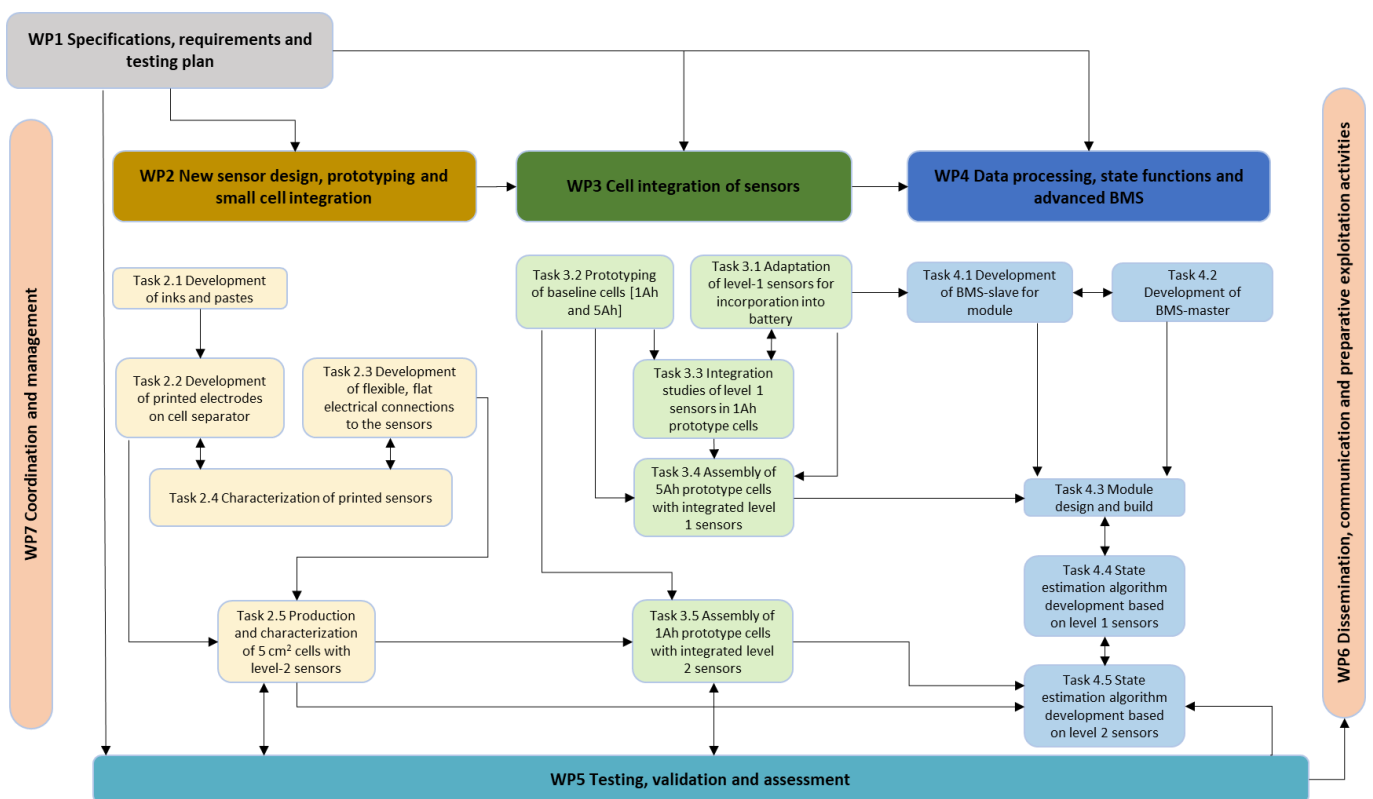 WP1 Specifications, requirements and
testing plan
WP7 Coordination and management
WP6 Dissemination, communication and preparative exploitation activities
WP2 New sensor design, prototyping and
small cell integration
WP3 Cell integration of sensors
WP4 Data processing, state functions and
advanced BMS
Task 2.1 Development
of inks and pastes
Task 2.2 Development
of printed electrodes
on cell separator
Task 2.3 Development
of flexible, flat
electrical connections
to the sensors
Task 2.4 Characterization of printed sensors
Task 2.5 Production
and characterization
of 5 cm² cells with
level-2 sensors
Task 3.2 Prototyping
of baseline cells [1Ah
and 5Ah]
Task 3.1 Adaptation
of level-1 sensors for
incorporation into
battery
Task 3.3 Integration
studies of level 1
sensors in 1Ah
prototype cells
Task 3.4 Assembly of
5Ah prototype cells
with integrated level
1 sensors
Task 3.5 Assembly of
1Ah prototype cells
with integrated level
2 sensors
Task 4.1 Development
of BMS-slave for
module
Task 4.2
Development of
BMS-master
Task 4.3 Module
design and build
Task 4.4 State
estimation algorithm
development based
on level 1 sensors
Task 4.5 State
estimation algorithm
development based
on level 2 sensors
WP5 Testing, validation and assessment